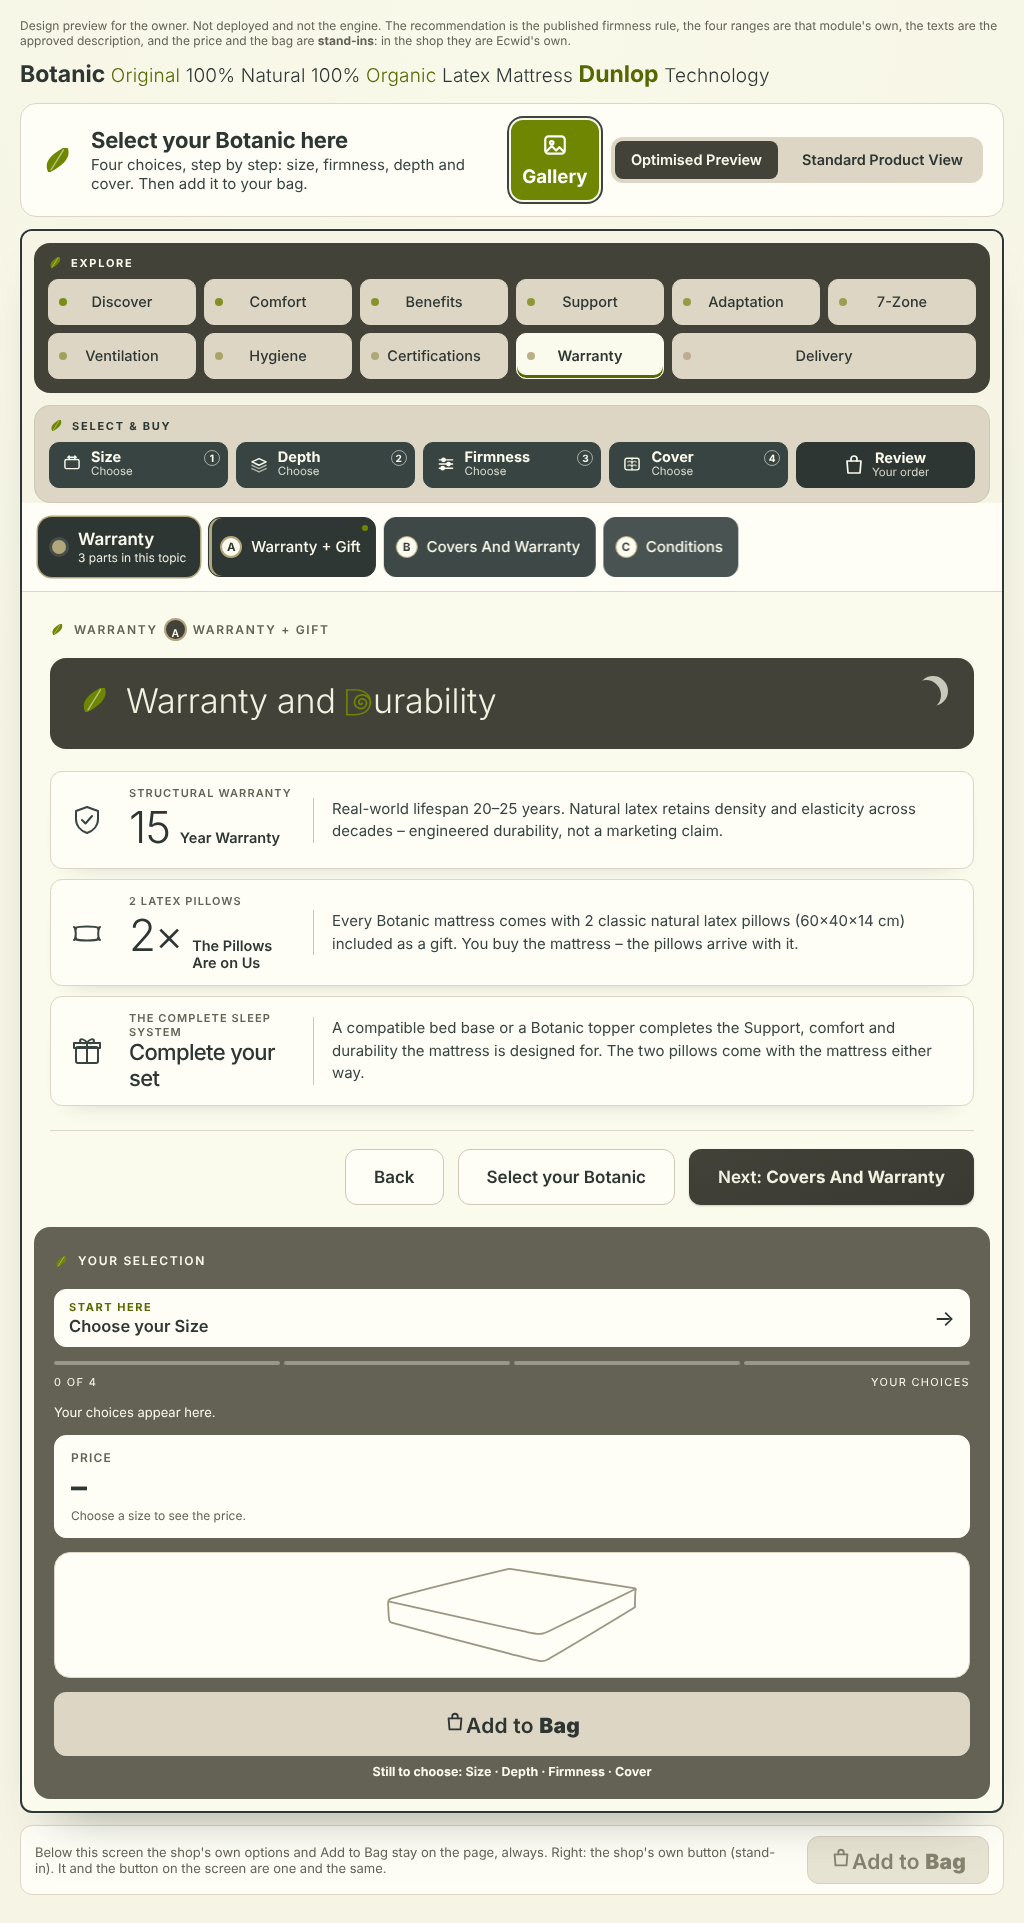 Design preview for the owner. Not deployed and not the engine. The recommendation is the published firmness rule, the four ranges are that module's own, the texts are the
approved description, and the price and the bag are stand-ins: in the shop they are Ecwid's own.
Botanic Original 100% Natural 100% Organic Latex Mattress Dunlop Technology
Select your Botanic here
Four choices, step by step: size, firmness, depth and
cover. Then add it to your bag.
Gallery
Optimised Preview
Standard Product View
EXPLORE
Discover
Comfort
Benefits
Support
Adaptation
7-Zone
Ventilation
Hygiene
Certifications
Warranty
Delivery
SELECT & BUY
Size
Choose
1
Depth
Choose
2
Firmness
Choose
3
Cover
Choose
4
Review
Your order
Warranty
3 parts in this topic
A Warranty + Gift
B Covers And Warranty
C Conditions
WARRANTY A WARRANTY + GIFT
Warranty and Durability
STRUCTURAL WARRANTY
15 Year Warranty
Real-world lifespan 20–25 years. Natural latex retains density and elasticity across
decades – engineered durability, not a marketing claim.
2 LATEX PILLOWS
2× The Pillows
Are on Us
Every Botanic mattress comes with 2 classic natural latex pillows (60×40×14 cm)
included as a gift. You buy the mattress – the pillows arrive with it.
THE COMPLETE SLEEP
SYSTEM
Complete your
set
A compatible bed base or a Botanic topper completes the Support, comfort and
durability the mattress is designed for. The two pillows come with the mattress either
way.
Back
Select your Botanic
Next: Covers And Warranty
YOUR SELECTION
START HERE
Choose your Size
0 OF 4
YOUR CHOICES
Your choices appear here.
PRICE
–
Choose a size to see the price.
Add to Bag
Still to choose: Size · Depth · Firmness · Cover
Below this screen the shop's own options and Add to Bag stay on the page, always. Right: the shop's own button (stand-
in). It and the button on the screen are one and the same.
Add to Bag